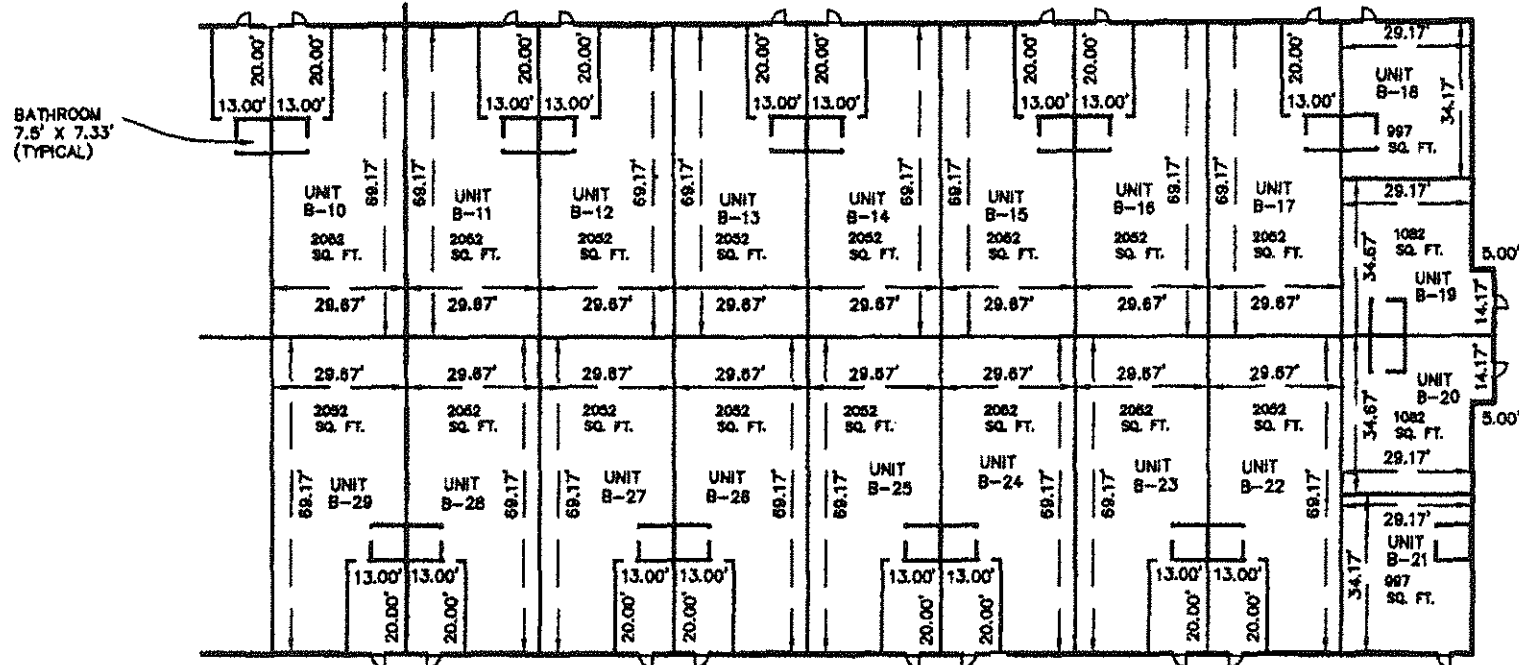 20.00' 20.00' 20.00' 20.00' 20.00' 20.00' 20.00' 20.00' 20.00'
29.17'
UNIT
B-18
34.17'
997
SQ. FT.
BATHROOM
7.5' X 7.33'
(TYPICAL)
13.00' 13.00' 13.00' 13.00' 13.00' 13.00' 13.00' 13.00' 13.00'
69.17' 69.17' 69.17' 69.17' 69.17' 69.17' 69.17' 69.17'
UNIT
B-10
2052
SQ. FT.
29.67'
UNIT
B-11
2052
SQ. FT.
29.67'
UNIT
B-12
2052
SQ. FT.
29.67'
UNIT
B-13
2052
SQ. FT.
29.67'
UNIT
B-14
2052
SQ. FT.
29.67'
UNIT
B-15
2052
SQ. FT.
29.67'
UNIT
B-16
2052
SQ. FT.
29.67'
UNIT
B-17
2052
SQ. FT.
29.67'
29.17'
34.67'
1082
SQ. FT.
5.00'
UNIT
B-19
14.17'
29.67'
2052
SQ. FT.
UNIT
B-29
29.67'
2052
SQ. FT.
UNIT
B-28
29.67'
2052
SQ. FT.
UNIT
B-27
29.67'
2052
SQ. FT.
UNIT
B-26
29.67'
2052
SQ. FT.
UNIT
B-25
29.67'
2052
SQ. FT.
UNIT
B-24
29.67'
2052
SQ. FT.
UNIT
B-23
29.67'
2052
SQ. FT.
UNIT
B-22
69.17' 69.17' 69.17' 69.17' 69.17' 69.17' 69.17' 69.17'
14.17'
UNIT
B-20
34.67'
1082
SQ. FT.
5.00'
29.17'
29.17'
UNIT
B-21
34.17'
997
SQ. FT.
13.00' 13.00' 13.00' 13.00' 13.00' 13.00' 13.00' 13.00'
20.00' 20.00' 20.00' 20.00' 20.00' 20.00' 20.00' 20.00'